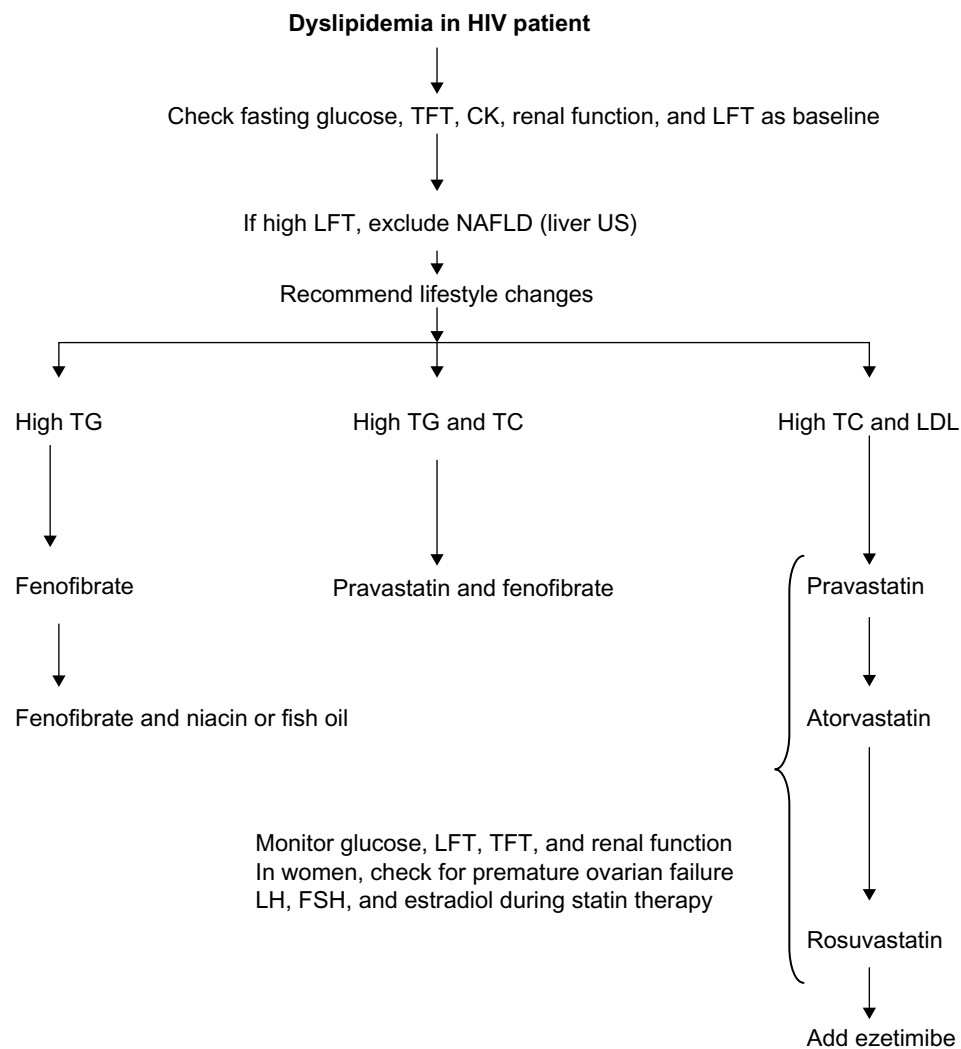 Dyslipidemia in HIV patient
Check fasting glucose, TFT, CK, renal function, and LFT as baseline
If high LFT, exclude NAFLD (liver US)
Recommend lifestyle changes
High TG
High TG and TC
High TC and LDL
Fenofibrate
Pravastatin and fenofibrate
Pravastatin
Fenofibrate and niacin or fish oil
Atorvastatin
Monitor glucose, LFT, TFT, and renal function
In women, check for premature ovarian failure
LH, FSH, and estradiol during statin therapy
Rosuvastatin
Add ezetimibe